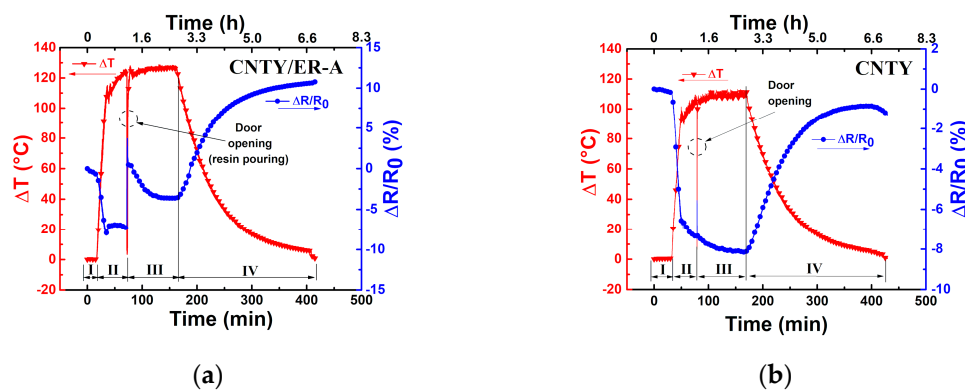 Time (h)
0 1.6 3.3 5.0 6.6 8.3
140
120
100
80
60
40
20
0
-20
ΔT (°C)
ΔT
CNTY/ER-A
ΔR/R0
Door
opening
(resin pouring)
I II III IV
15
10
5
0
-5
-10
-15
ΔR/R0 (%)
0 100 200 300 400 500
Time (min)
(a)
Time (h)
0 1.3 3.0 5.0 6.7 8.3
140
120
100
80
60
40
20
0
-20
ΔT (°C)
ΔT
CNTY
Door
opening
ΔR/R0
I II III IV
2
0
-2
-4
-6
-8
-10
ΔR/R0 (%)
0 100 200 300 400 500
Time (min)
(b)